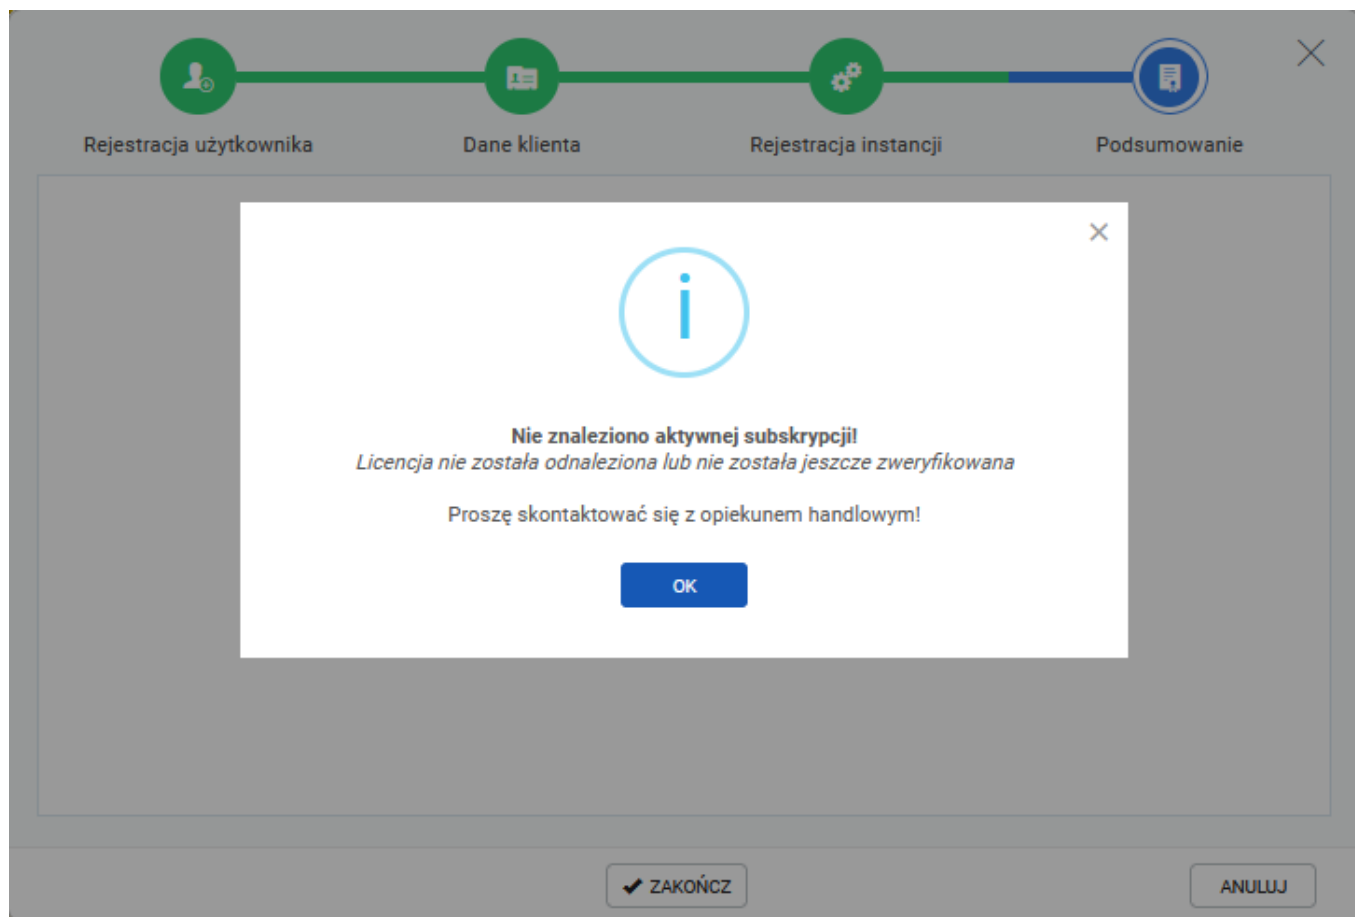 Rejestracja użytkownika
Dane klienta
Rejestracja instancji
Podsumowanie
Nie znaleziono aktywnej subskrypcji!
Licencja nie została odnaleziona lub nie została jeszcze zweryfikowana
Proszę skontaktować się z opiekunem handlowym!
OK
ZAKOŃCZ
ANULUJ